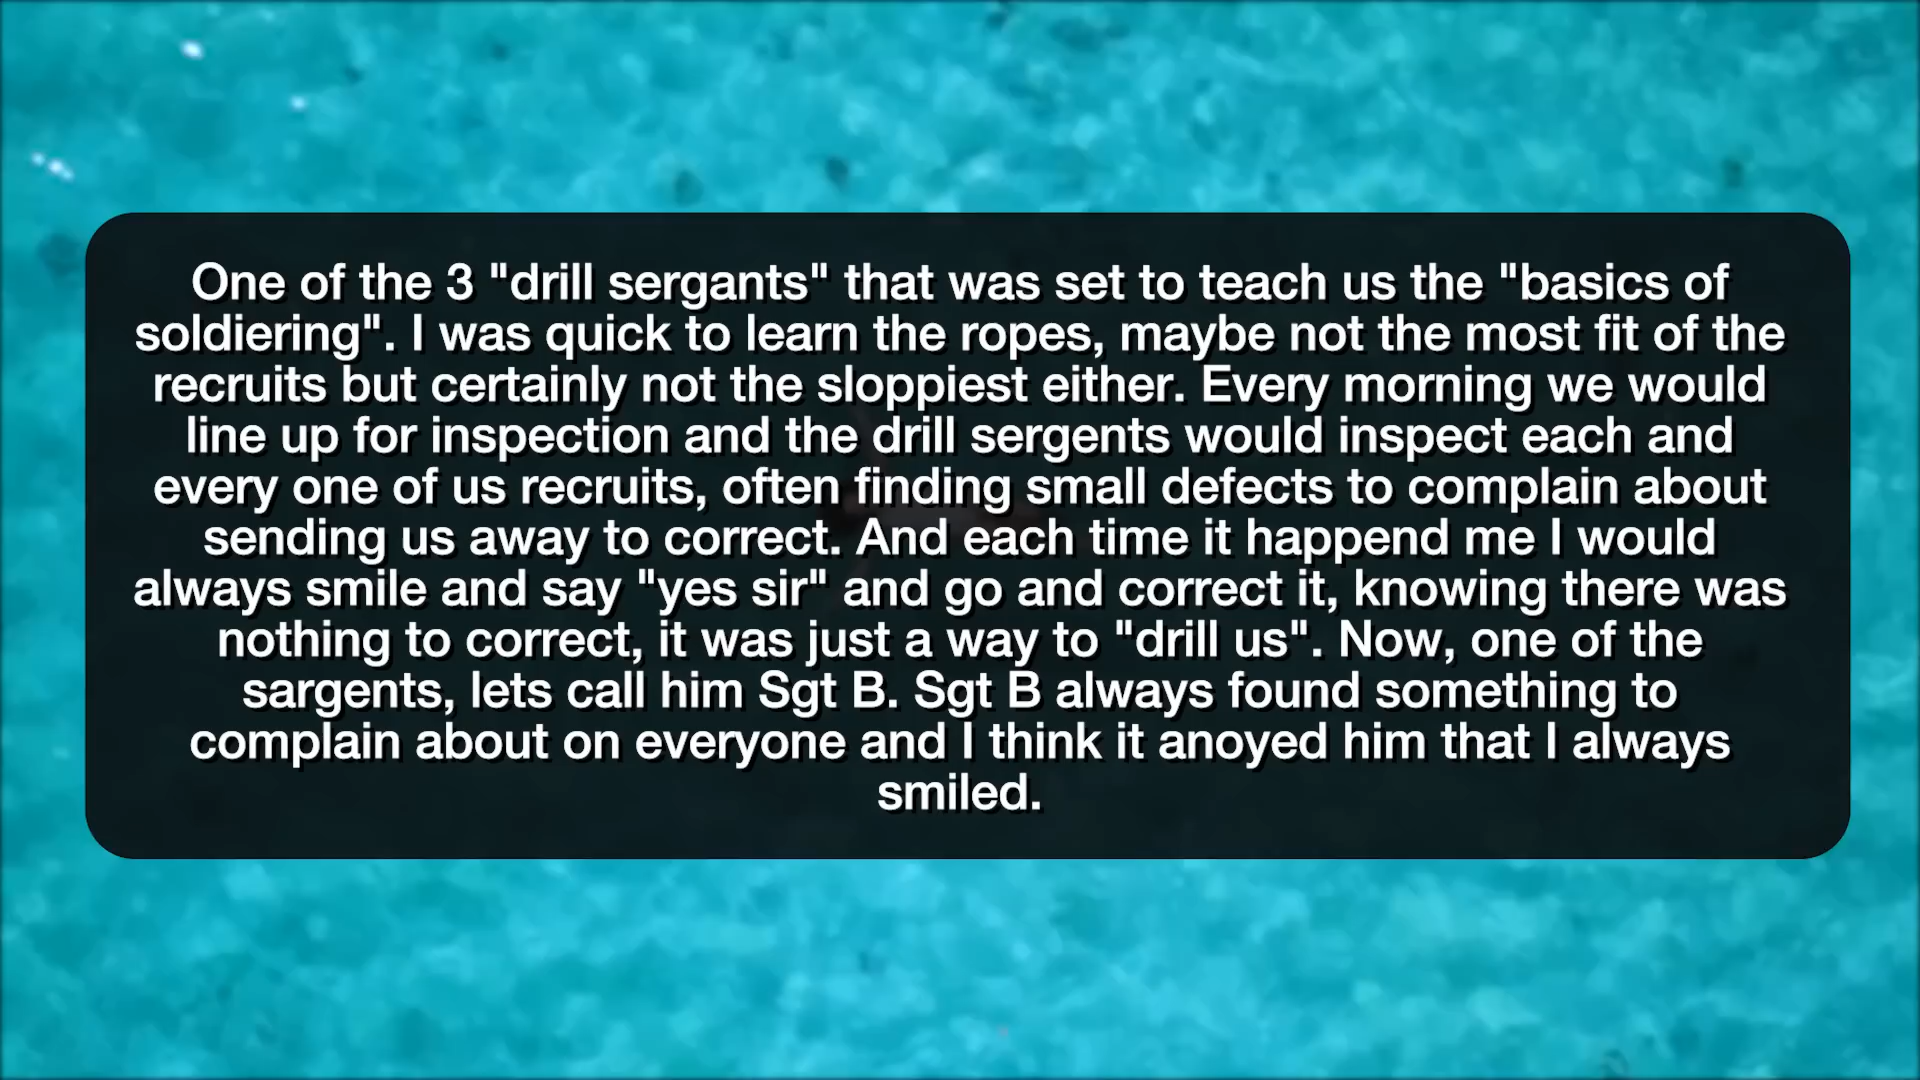 One of the 3 "drill sergants" that was set to teach us the "basics of
soldiering". I was quick to learn the ropes, maybe not the most fit of the
recruits but certainly not the sloppiest either. Every morning we would
line up for inspection and the drill sergents would inspect each and
every one of us recruits, often finding small defects to complain about
sending us away to correct. And each time it happend me I would
always smile and say "yes sir" and go and correct it, knowing there was
nothing to correct, it was just a way to "drill us". Now, one of the
sargents, lets call him Sgt B. Sgt B always found something to
complain about on everyone and I think it anoyed him that I always
smiled.